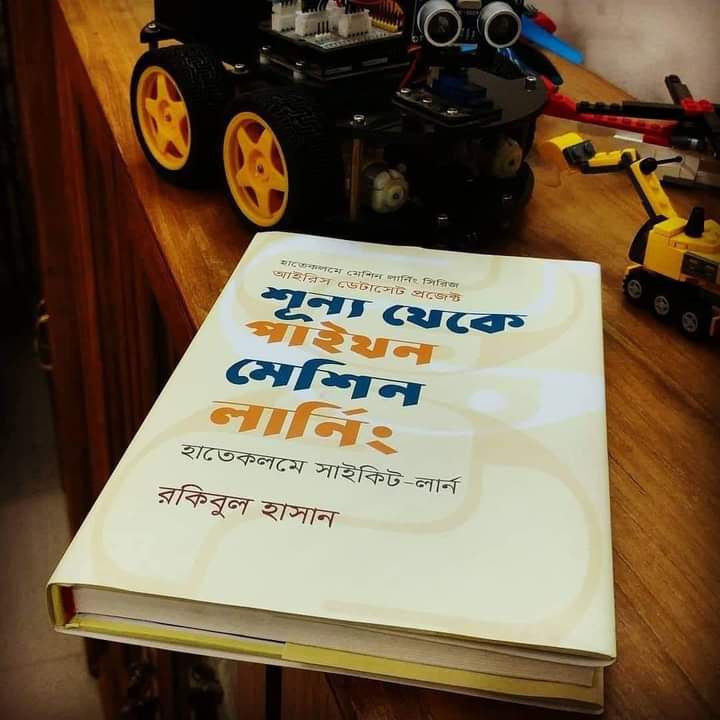 হাতেকলমে মেশিন লার্নিং সিরিজ
আইরিস ডেটাসেট প্রজেক্ট
শূন্য থেকে
পাইথন
মেশিন
লার্নিং
হাতেকলমে সাইকিট-লার্ন
রকিবুল হাসান